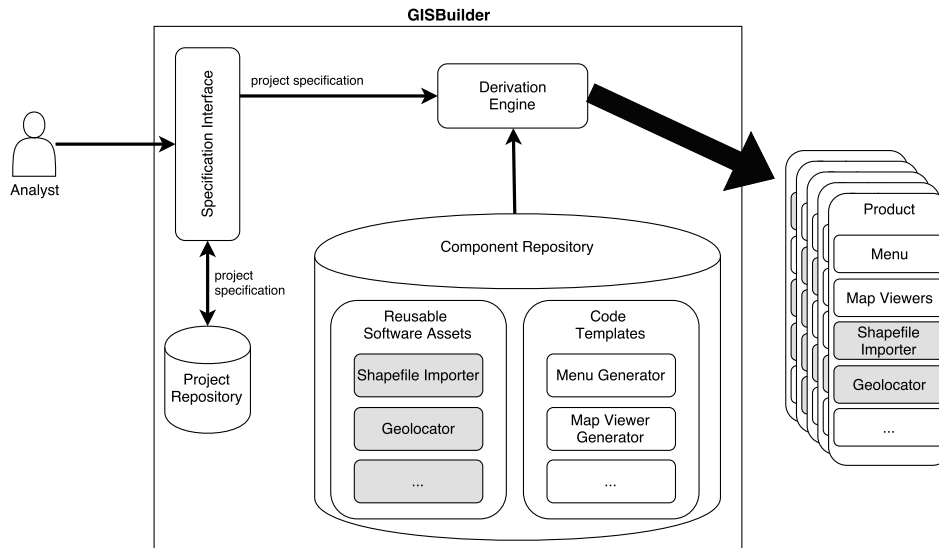 GISBuilder
Analyst
Specification Interface
project specification
Derivation
Engine
project
specification
Project
Repository
Component Repository
Reusable
Software Assets
Shapefile Importer
Geolocator
...
Code
Templates
Menu Generator
Map Viewer
Generator
...
Product
Menu
Map Viewers
Shapefile
Importer
Geolocator
...